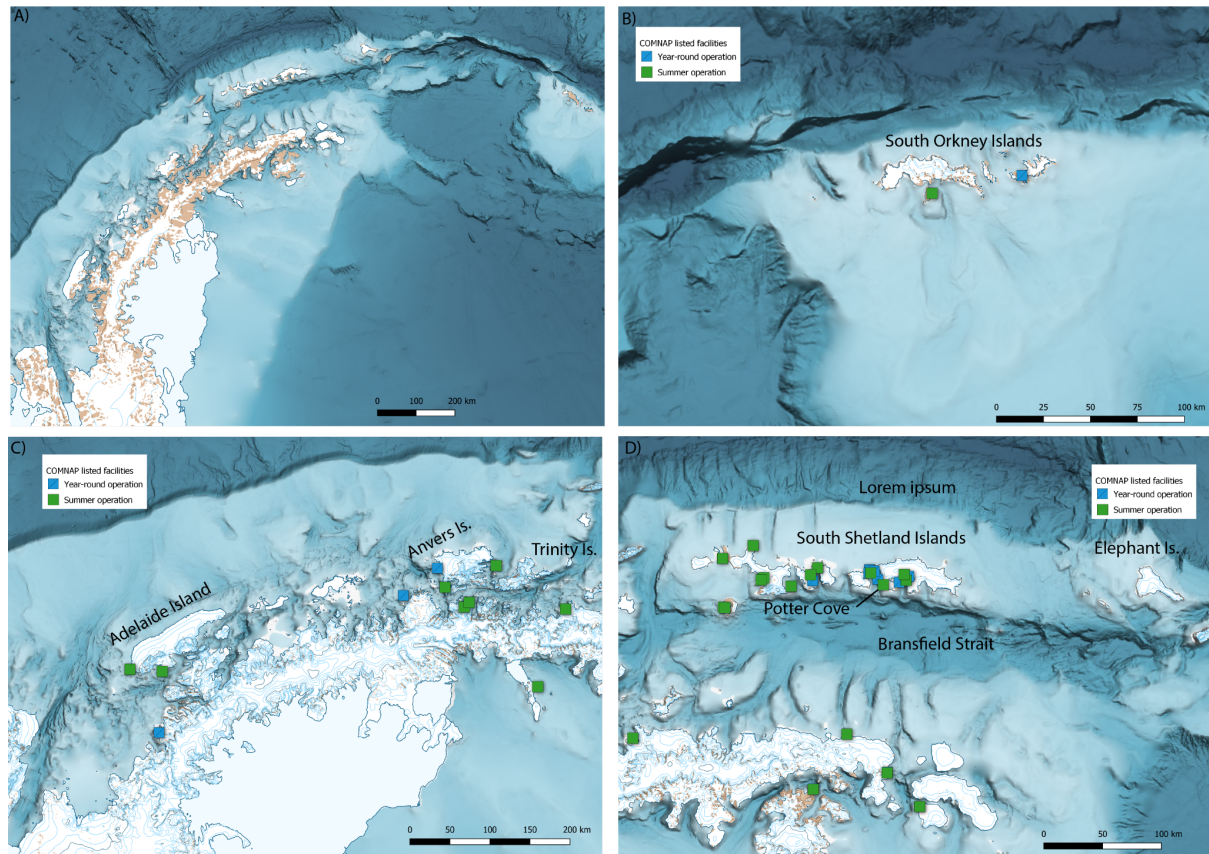 A)
0 100 200 km
B)
COMNAP listed facilities
Year-round operation
Summer operation
South Orkney Islands
0 25 50 75 100 km
C)
COMNAP listed facilities
Year-round operation
Summer operation
Anvers Is.
Trinity Is.
Adelaide Island
0 50 100 150 200 km
D)
COMNAP listed facilities
Year-round operation
Summer operation
Lorem ipsum
South Shetland Islands
Elephant Is.
Potter Cove
Bransfield Strait
0 50 100 km